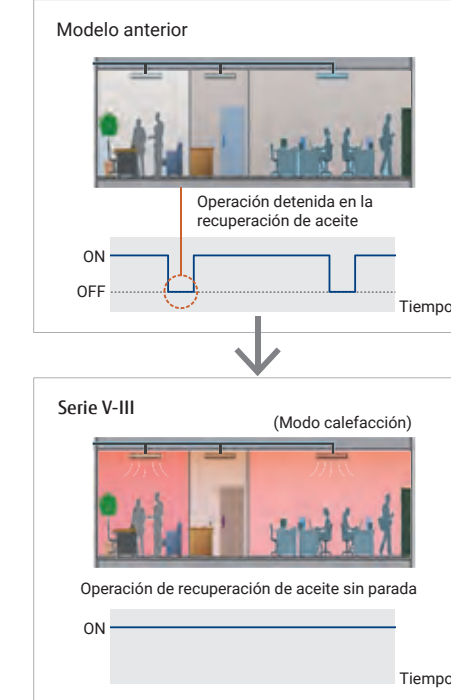 Modelo anterior
Operación detenida en la
recuperación de aceite
ON
OFF
Tiempo
Serie V-III
(Modo calefacción)
Operación de recuperación de aceite sin parada
ON
Tiempo